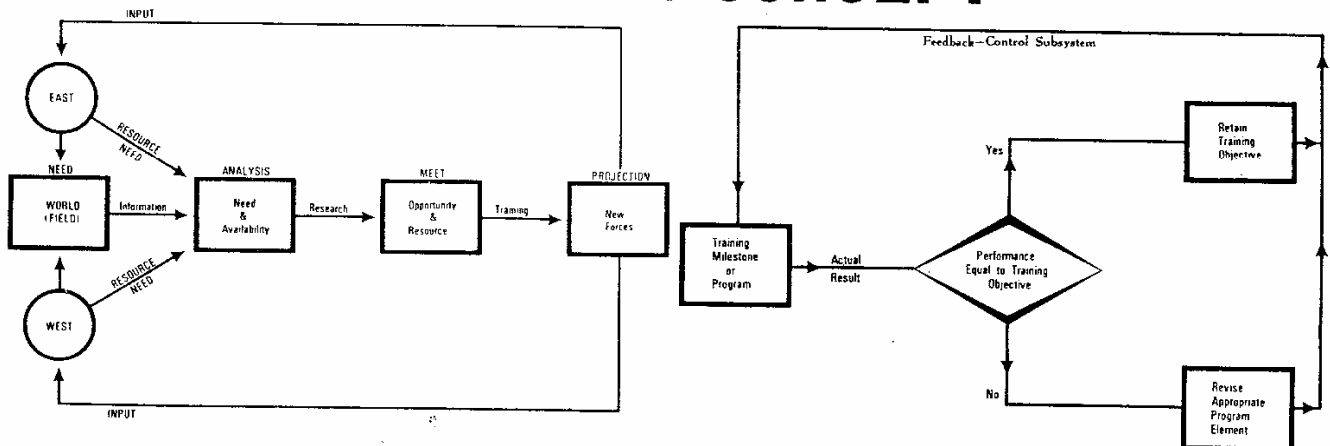 CONCEPT
INPUT
EAST
RESOURCE
NEED
NEED
WORLD
(FIELD)
Information
ANALYSIS
Need
&
Availability
Research
MEET
Opportunity
&
Resource
Training
PROJECTION
New
Forces
RESOURCE
NEED
WEST
INPUT
Feedback-Control Subsystem
Training
Milestone
or
Program
Actual
Result
Performance
Equal to Training
Objective
Yes
Retain
Training
Objective
No
Revise
Appropriate
Program
Element